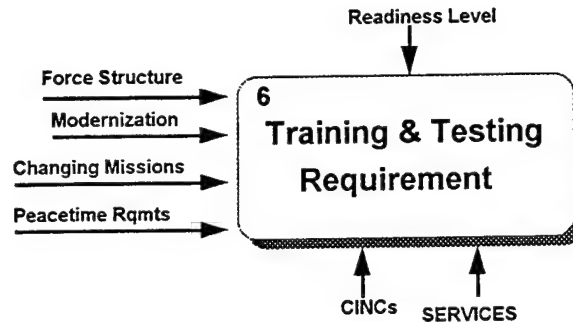 Readiness Level
Force Structure
Modernization
Changing Missions
Peacetime Rqmts
6
Training & Testing
Requirement
CINCs
SERVICES